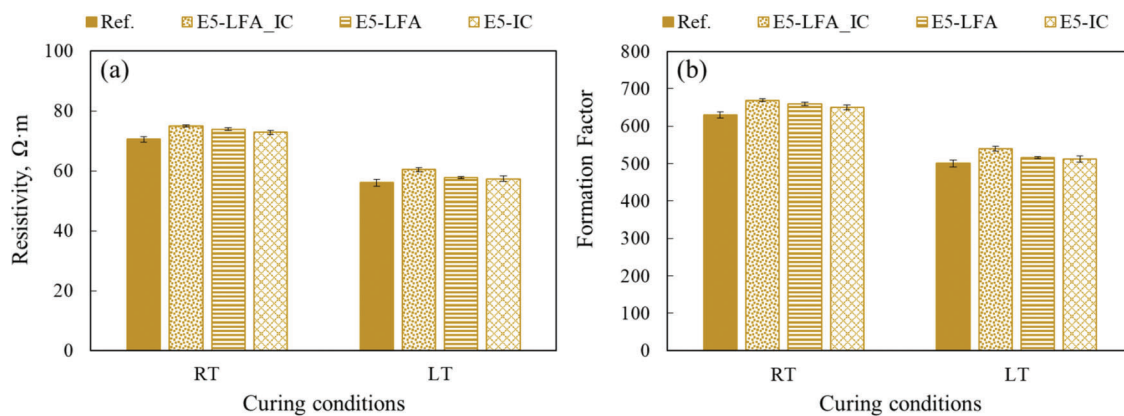 Ref. E5-LFA_IC E5-LFA E5-IC
(a)
Resistivity, Ω·m
100
80
60
40
20
0
RT LT
Curing conditions
Ref. E5-LFA_IC E5-LFA E5-IC
(b)
Formation Factor
800
700
600
500
400
300
200
100
0
RT LT
Curing conditions